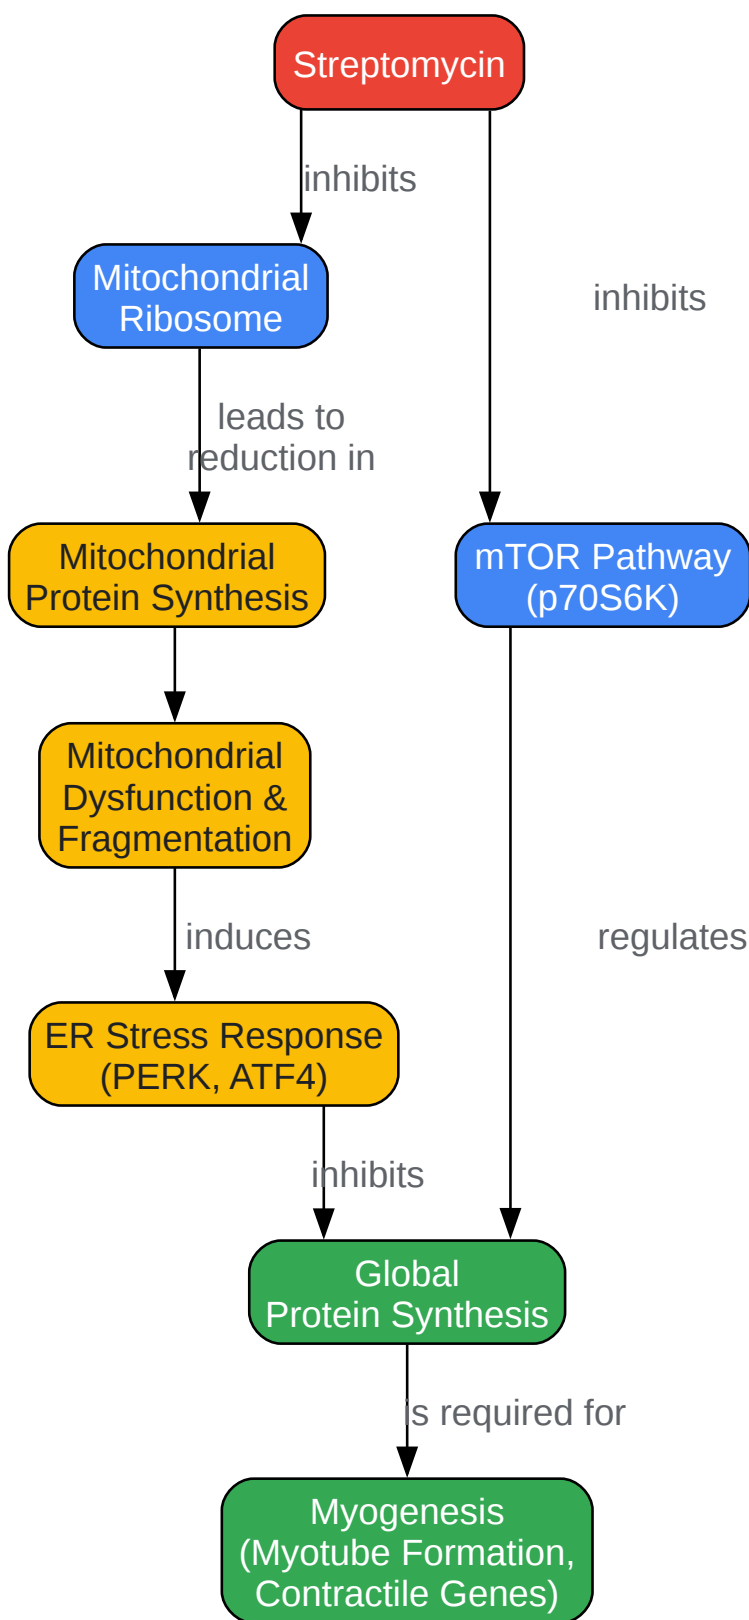 Streptomycin
inhibits
Mitochondrial
Ribosome
inhibits
leads to
reduction in
Mitochondrial
Protein Synthesis
mTOR Pathway
(p70S6K)
Mitochondrial
Dysfunction &
Fragmentation
induces
regulates
ER Stress Response
(PERK, ATF4)
inhibits
Global
Protein Synthesis
is required for
Myogenesis
(Myotube Formation,
Contractile Genes)